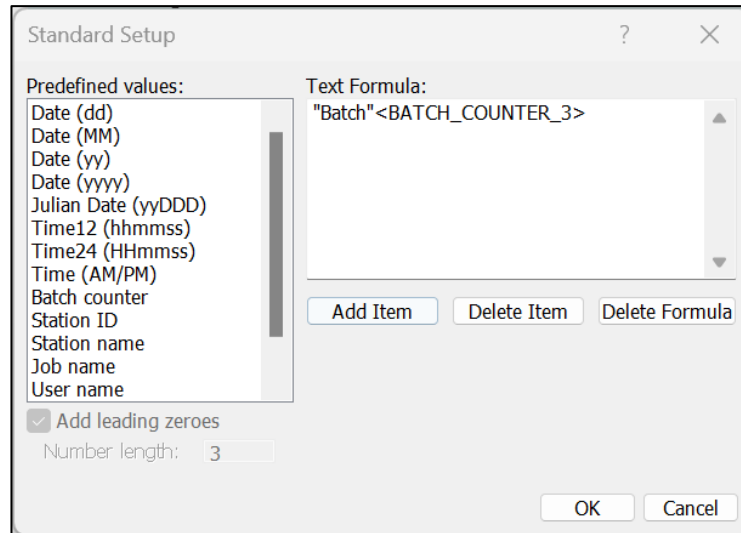 Standard Setup
Predefined values:
Date (dd)
Date (MM)
Date (yy)
Date (yyyy)
Julian Date (yyDDD)
Time12 (hhmmss)
Time24 (HHmmss)
Time (AM/PM)
Batch counter
Station ID
Station name
Job name
User name
Add leading zeroes
Number length: 3
Text Formula:
"Batch"<BATCH_COUNTER_3>
Add Item Delete Item Delete Formula
OK Cancel